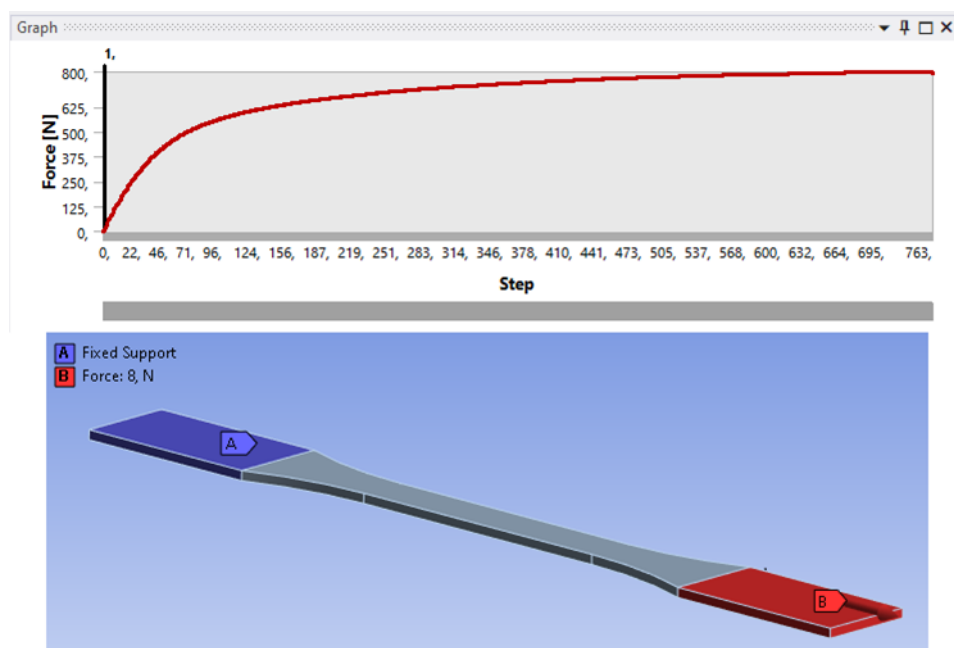 Graph
1,
800,
625,
500,
375,
250,
125,
0,
Force [N]
0, 22, 46, 71, 96, 124, 156, 187, 219, 251, 283, 314, 346, 378, 410, 441, 473, 505, 537, 568, 600, 632, 664, 695, 763,
Step
A Fixed Support
B Force: 8, N
A
B